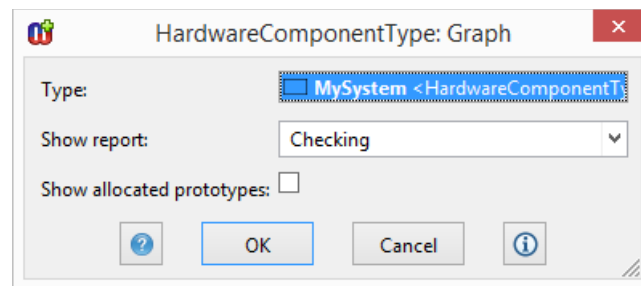 HardwareComponentType: Graph
Type: MySystem <HardwareComponentTy
Show report: Checking
Show allocated prototypes:
OK Cancel